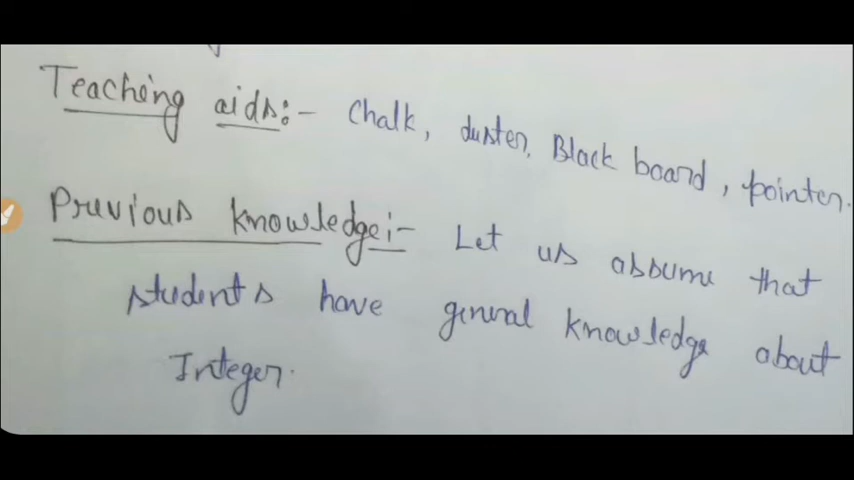 Teaching aids:- Chalk, duster, Black board, pointer.
Previous knowledge:- Let us assume that
students have general knowledge about
Integer.